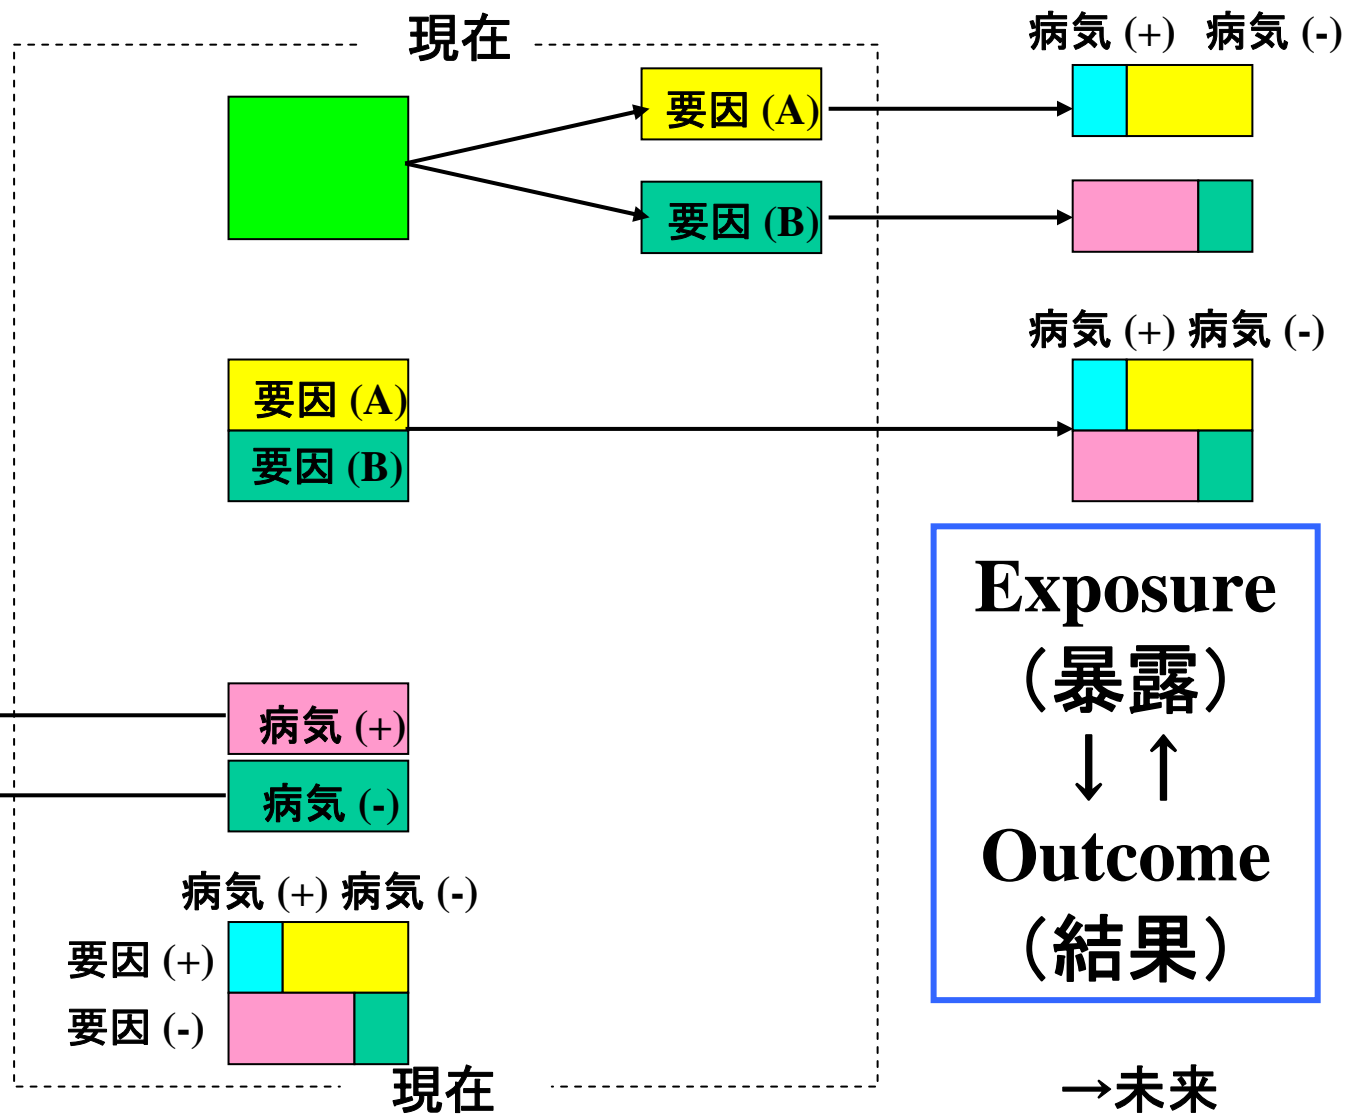 現在
病気 (+) 病気 (-)
要因 (A)
要因 (B)
病気 (+) 病気 (-)
要因 (A)
要因 (B)
Exposure
（暴露）
↓ ↑
Outcome
（結果）
病気 (+)
病気 (-)
病気 (+) 病気 (-)
要因 (+)
要因 (-)
現在
→未来